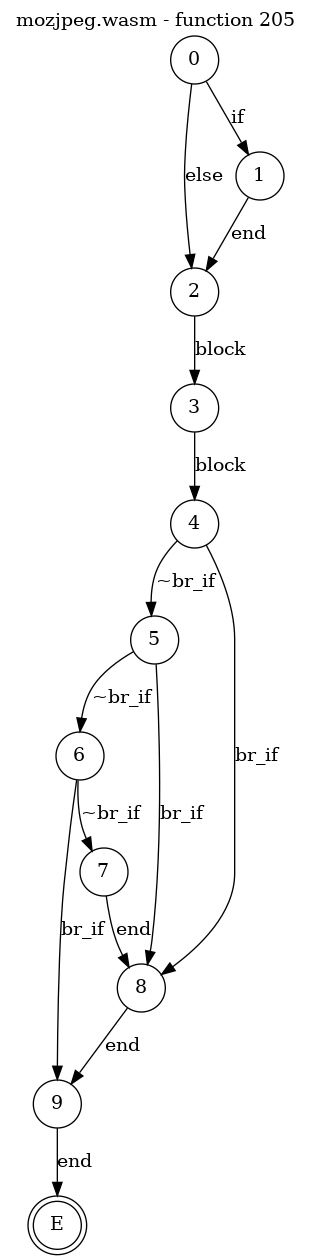 mozjpeg.wasm - function 205
0
if
else
1
end
2
block
3
block
4
~br_if
5
~br_if
6
br_if
br_if
~br_if
7
br_if
end
8
end
9
end
E